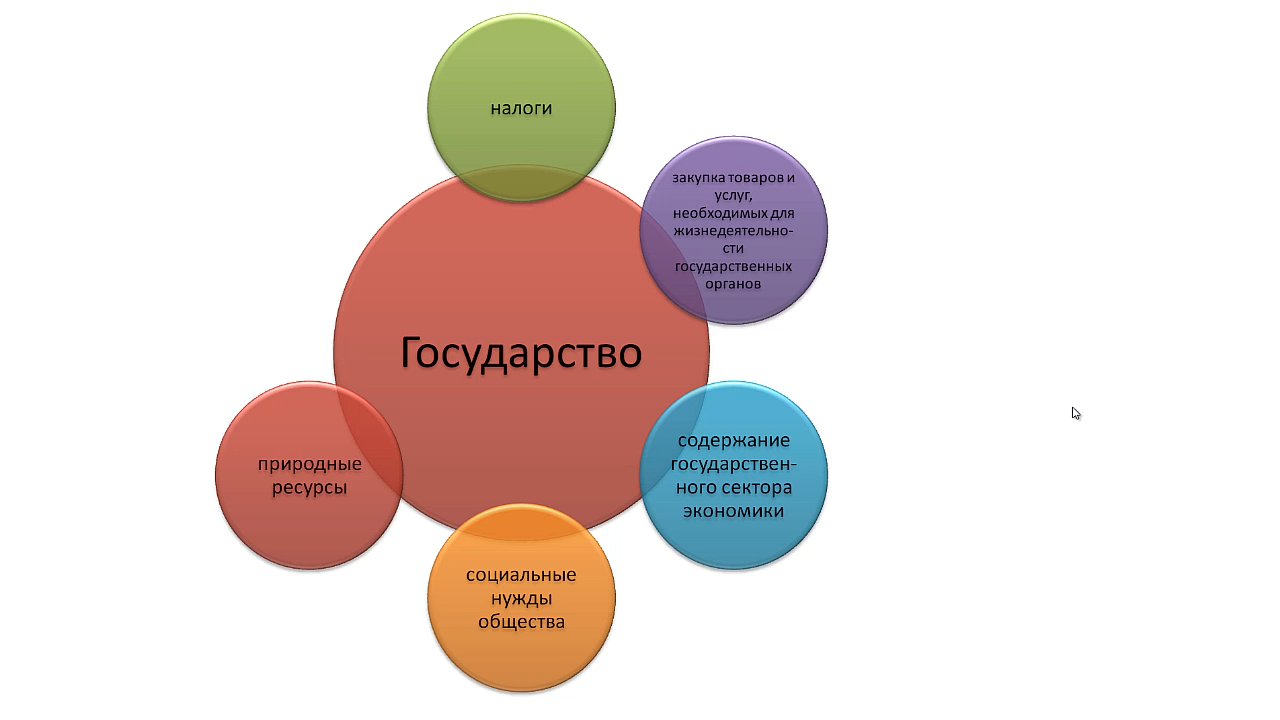 налоги
закупка товаров и
услуг,
необходимых для
жизнедеятельно-
сти
государственных
органов
Государство
содержание
государствен-
ного сектора
экономики
природные
ресурсы
социальные
нужды
общества